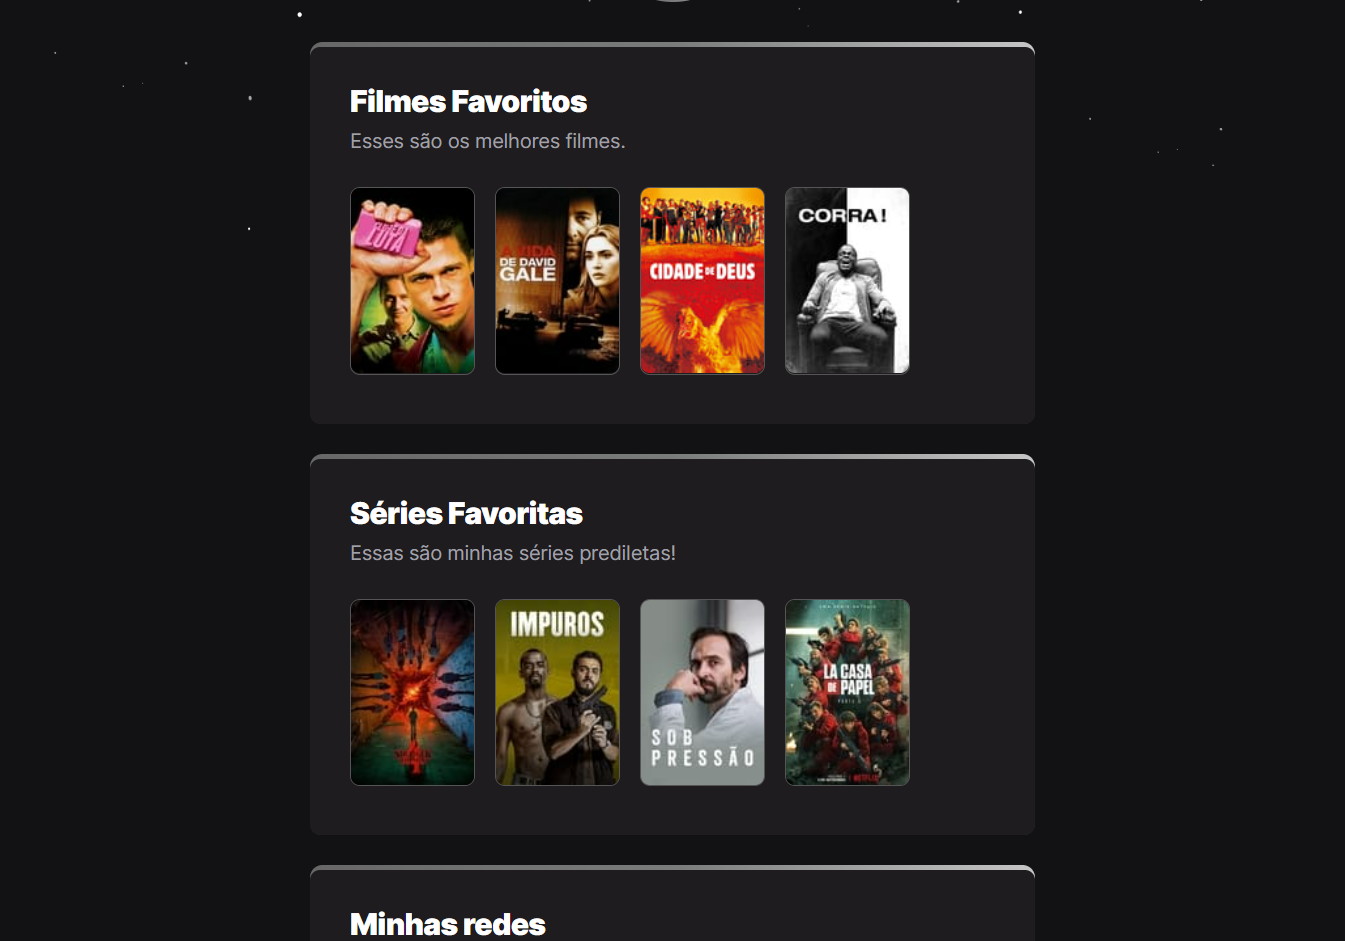 Filmes Favoritos
Esses são os melhores filmes.
LUTA
A VIDA
DE DAVID
GALE
CIDADE DE DEUS
CORRA!
Séries Favoritas
Essas são minhas séries prediletas!
IMPUROS
SOB
PRESSÃO
LA CASA
DE PAPEL
NETFLIX
Minhas redes